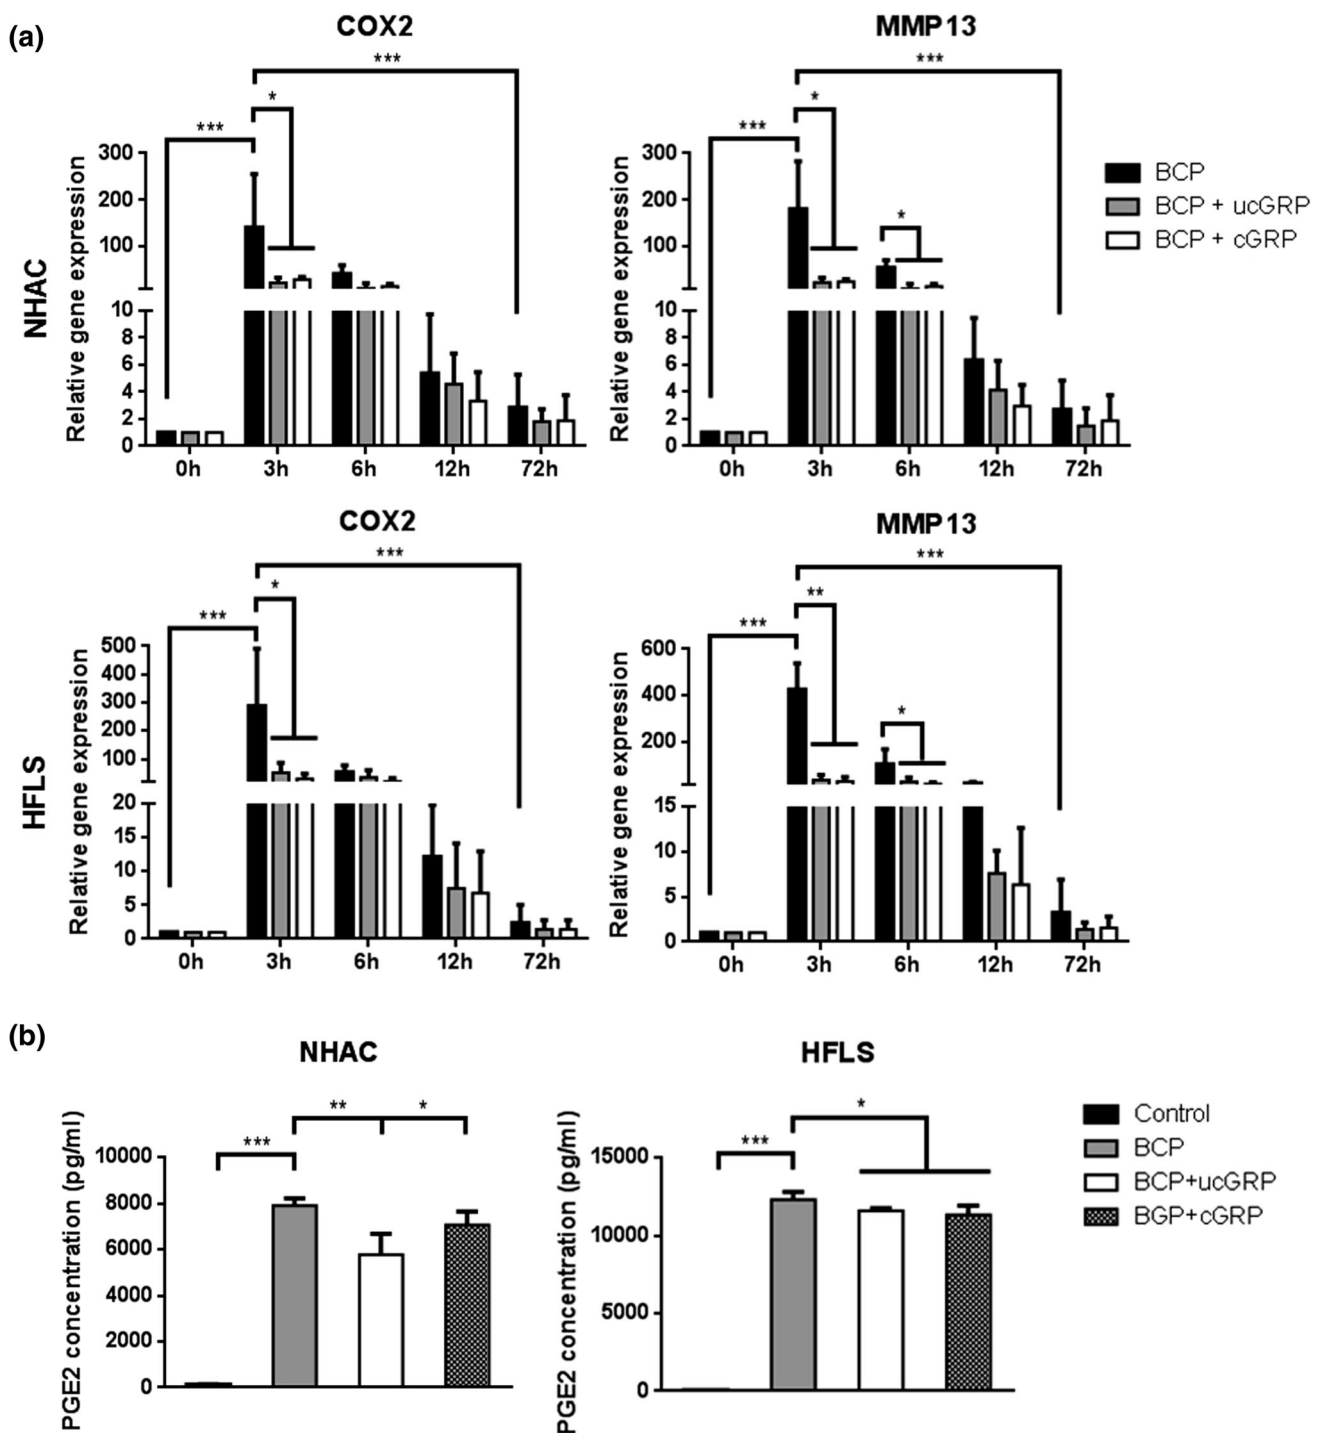 (a)
COX2
MMP13
***
***
*
*
***
***
300
200
100
10
8
6
4
2
0
Relative gene expression
NHAC
0h 3h 6h 12h 72h
300
200
100
10
8
6
4
2
0
Relative gene expression
*
0h 3h 6h 12h 72h
BCP
BCP + ucGRP
BCP + cGRP
COX2
MMP13
***
***
*
**
***
***
500
400
300
200
100
20
15
10
5
0
Relative gene expression
HFLS
0h 3h 6h 12h 72h
600
400
200
15
10
5
0
Relative gene expression
*
0h 3h 6h 12h 72h
(b)
NHAC
HFLS
***
**
*
10000
8000
6000
4000
2000
0
PGE2 concentration (pg/ml)
***
*
15000
10000
5000
0
PGE2 concentration (pg/ml)
Control
BCP
BCP+ucGRP
BGP+cGRP